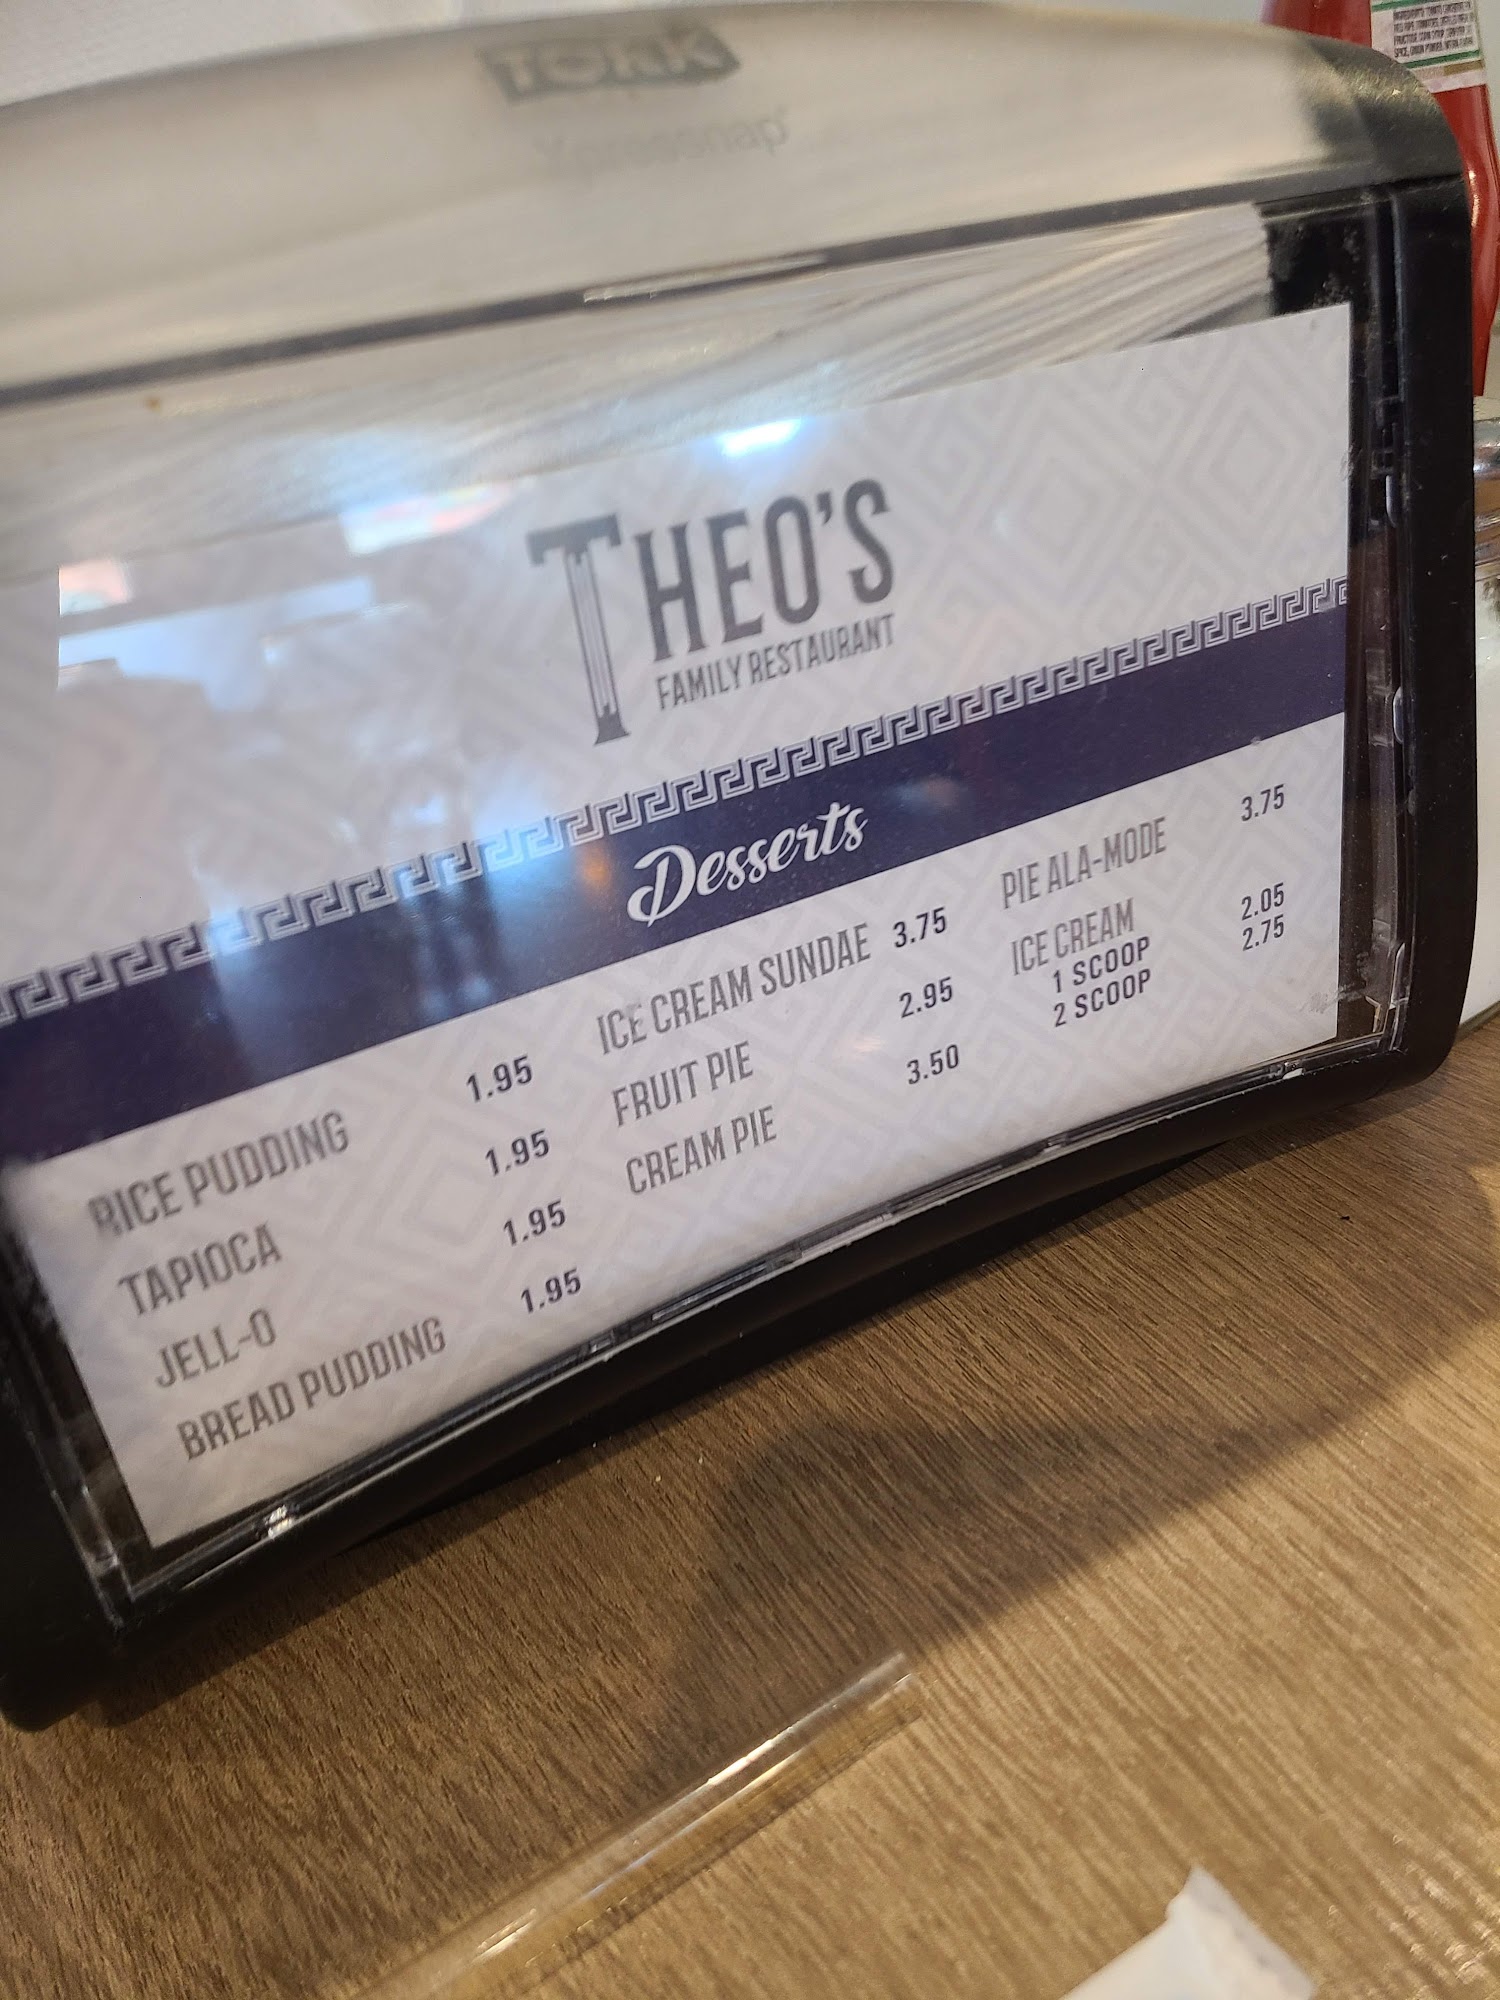 TORK
Xpressnap
THEO'S
FAMILY RESTAURANT
Desserts
RICE PUDDING 1.95
TAPIOCA 1.95
JELL-O 1.95
BREAD PUDDING 1.95
ICE CREAM SUNDAE 3.75
FRUIT PIE 2.95
CREAM PIE 3.50
PIE ALA-MODE 3.75
ICE CREAM
1 SCOOP 2.05
2 SCOOP 2.75